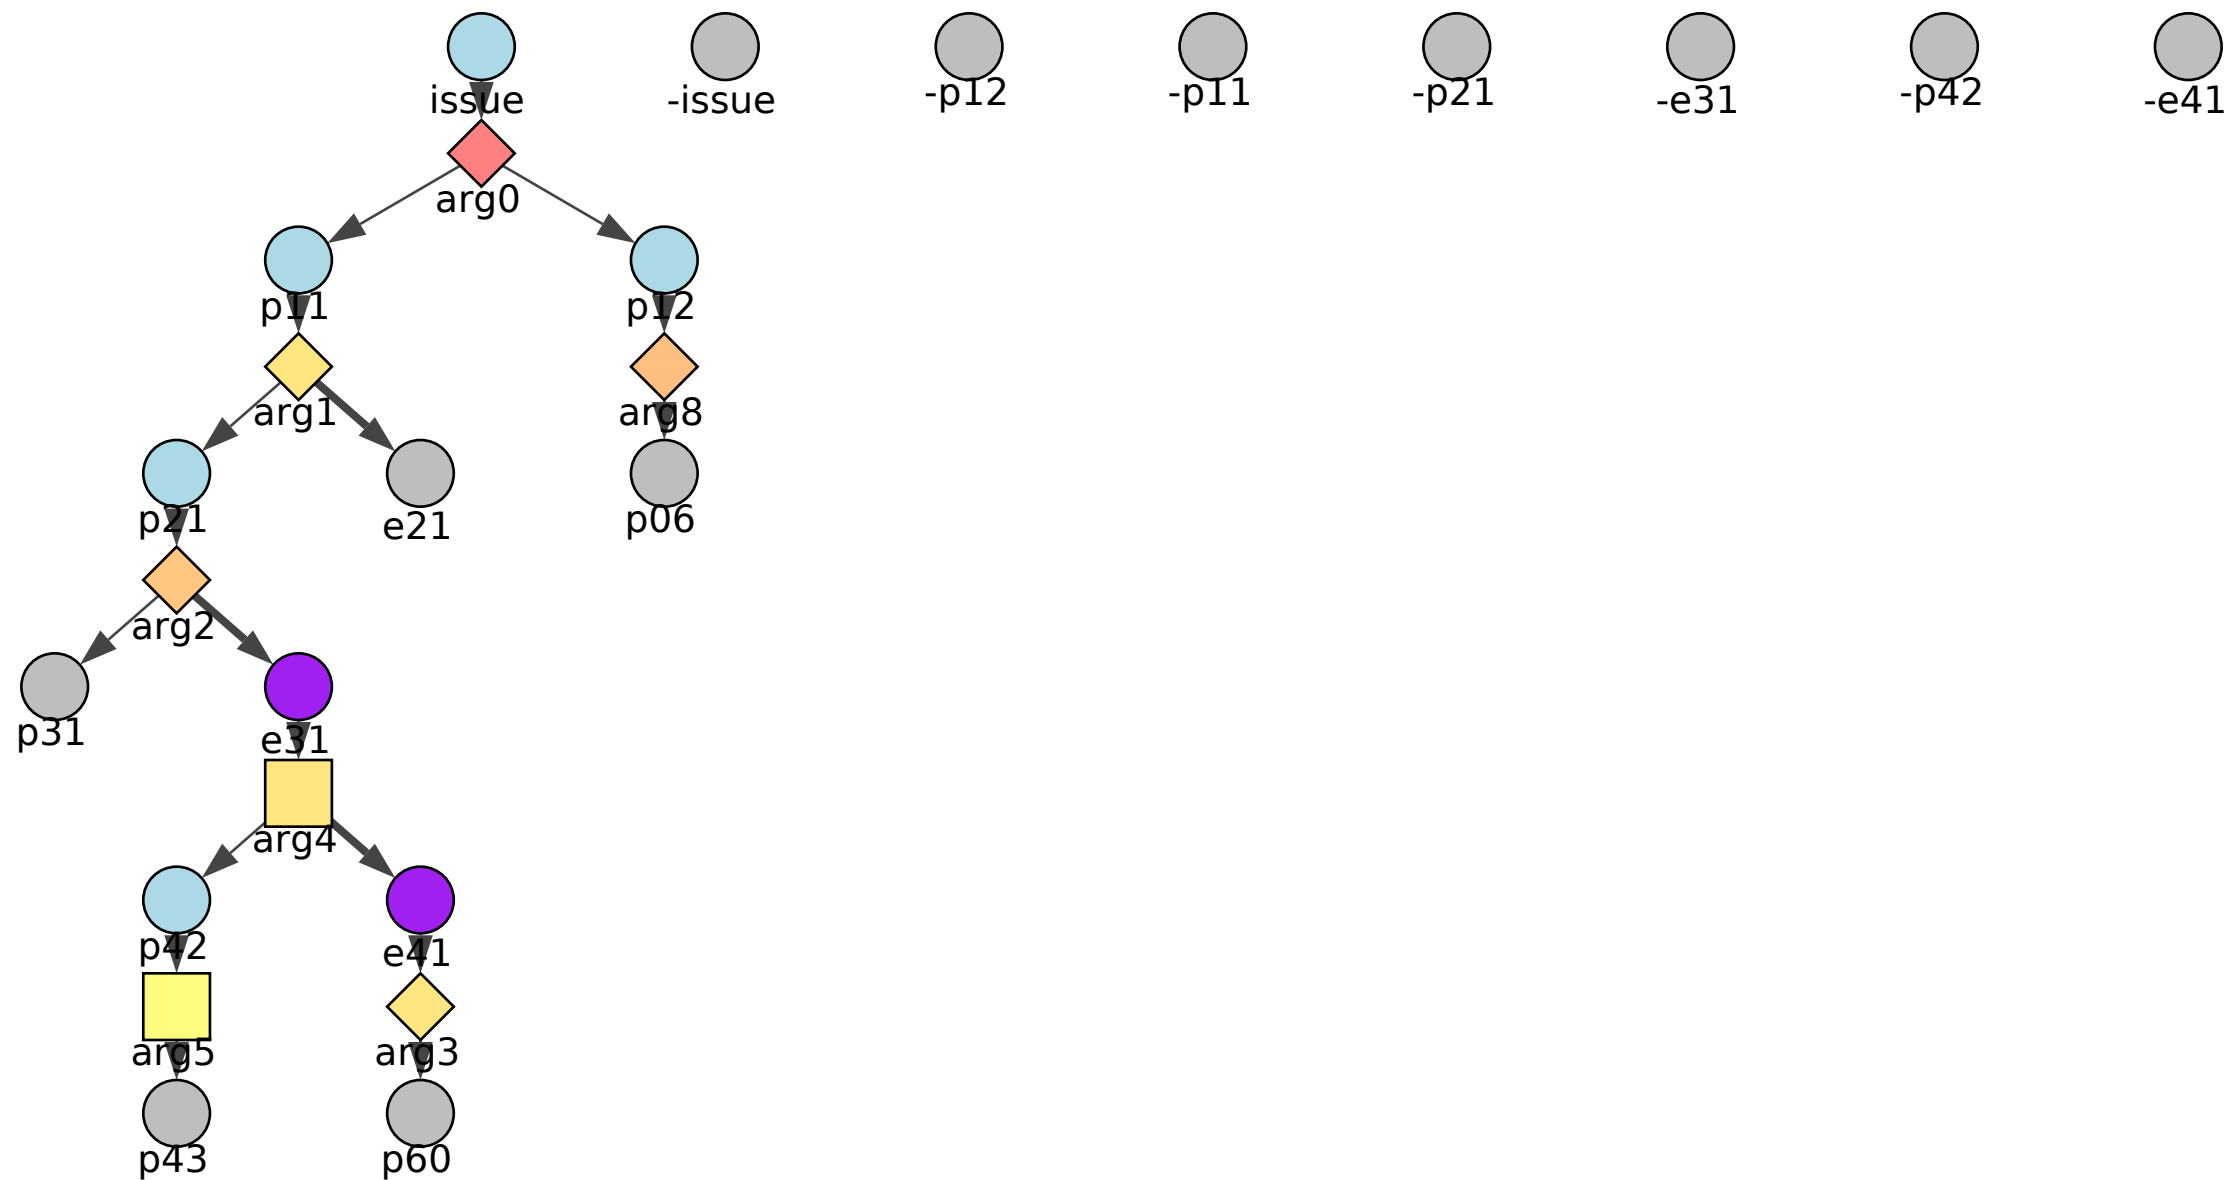 issue
-issue
-p12
-p11
-p21
-e31
-p42
-e41
arg0
p11
p12
arg1
arg8
p21
e21
p06
arg2
p31
e31
arg4
p42
e41
arg5
arg3
p43
p60